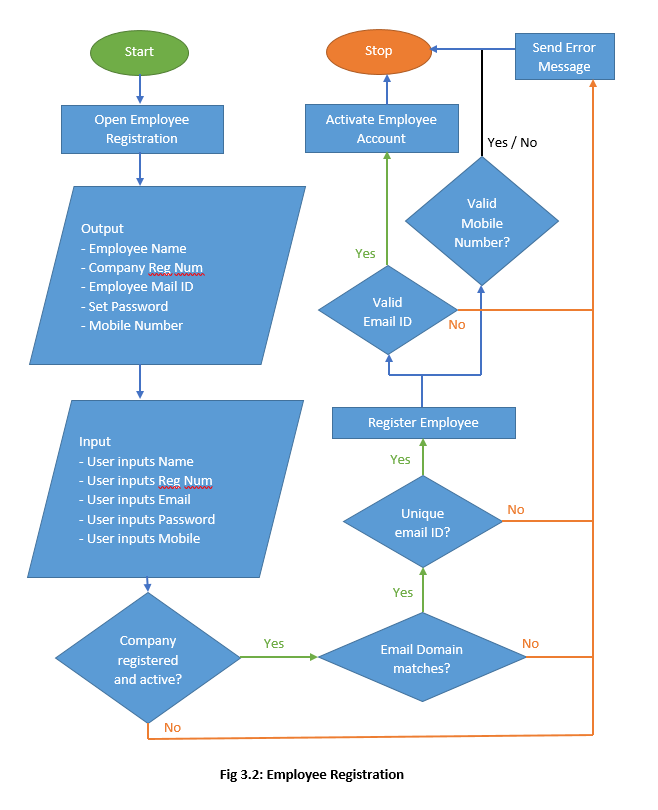 Start
Open Employee
Registration
Output
- Employee Name
- Company Reg Num
- Employee Mail ID
- Set Password
- Mobile Number
Input
- User inputs Name
- User inputs Reg Num
- User inputs Email
- User inputs Password
- User inputs Mobile
Company
registered
and active?
Yes
No
Email Domain
matches?
Yes
No
Unique
email ID?
Yes
No
Register Employee
Valid
Email ID
Yes
No
Valid
Mobile
Number?
Yes / No
Activate Employee
Account
Stop
Send Error
Message
Fig 3.2: Employee Registration